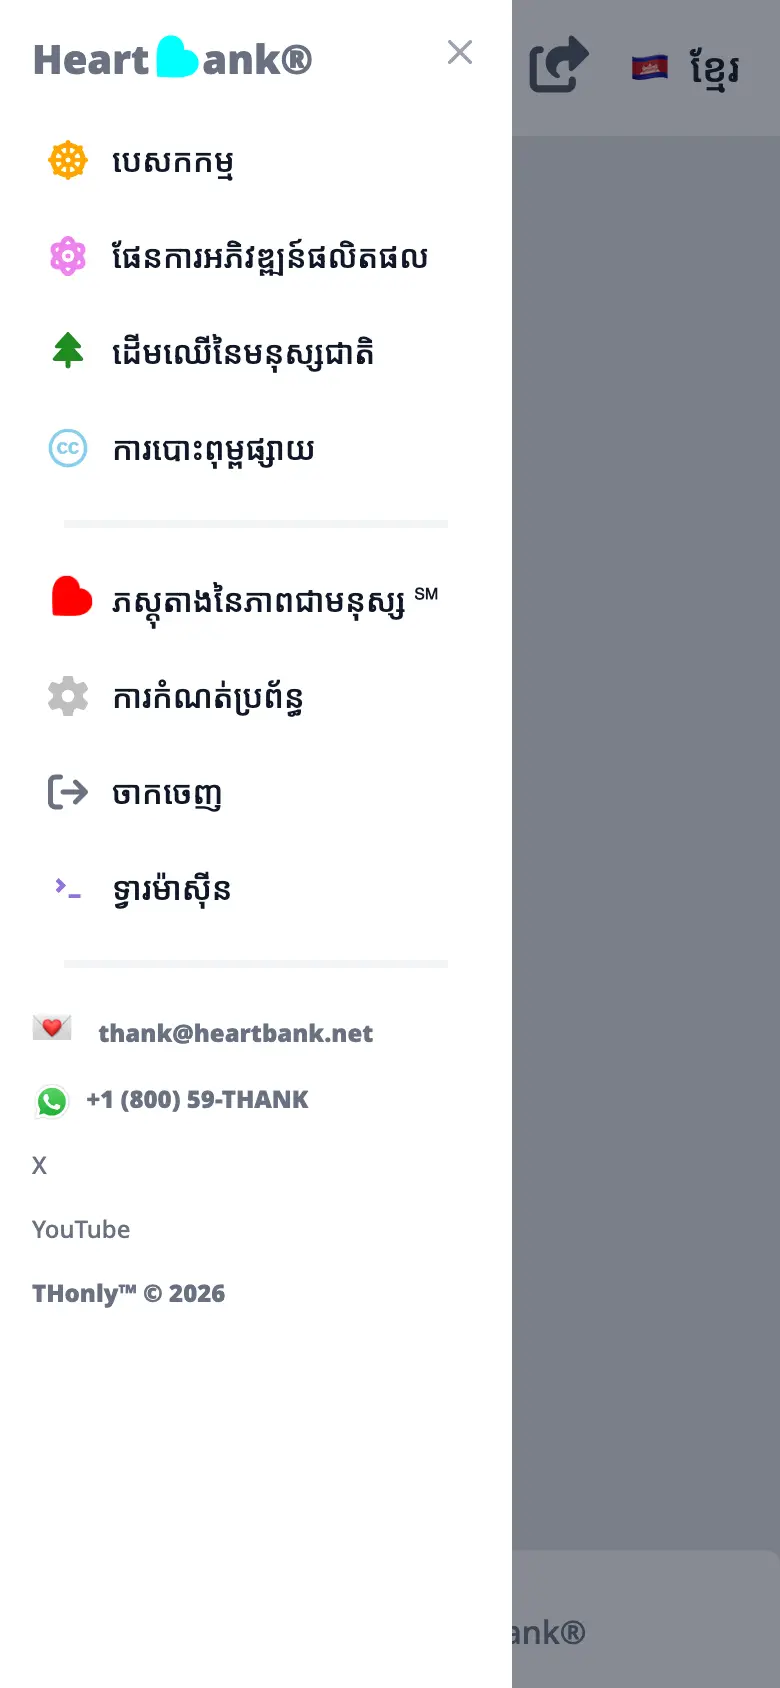 Heart ank®
ខ្មែរ
បេសកកម្ម
ផែនការអភិវឌ្ឍន៍ផលិតផល
ដើមឈើនៃមនុស្សជាតិ
ការបោះពុម្ពផ្សាយ
ភស្តុតាងនៃភាពជាមនុស្ស ℠
ការកំណត់ប្រព័ន្ធ
ចាកចេញ
ទ្វារម៉ាស៊ីន
thank@heartbank.net
+1 (800) 59-THANK
X
YouTube
THonly™ © 2026
ank®